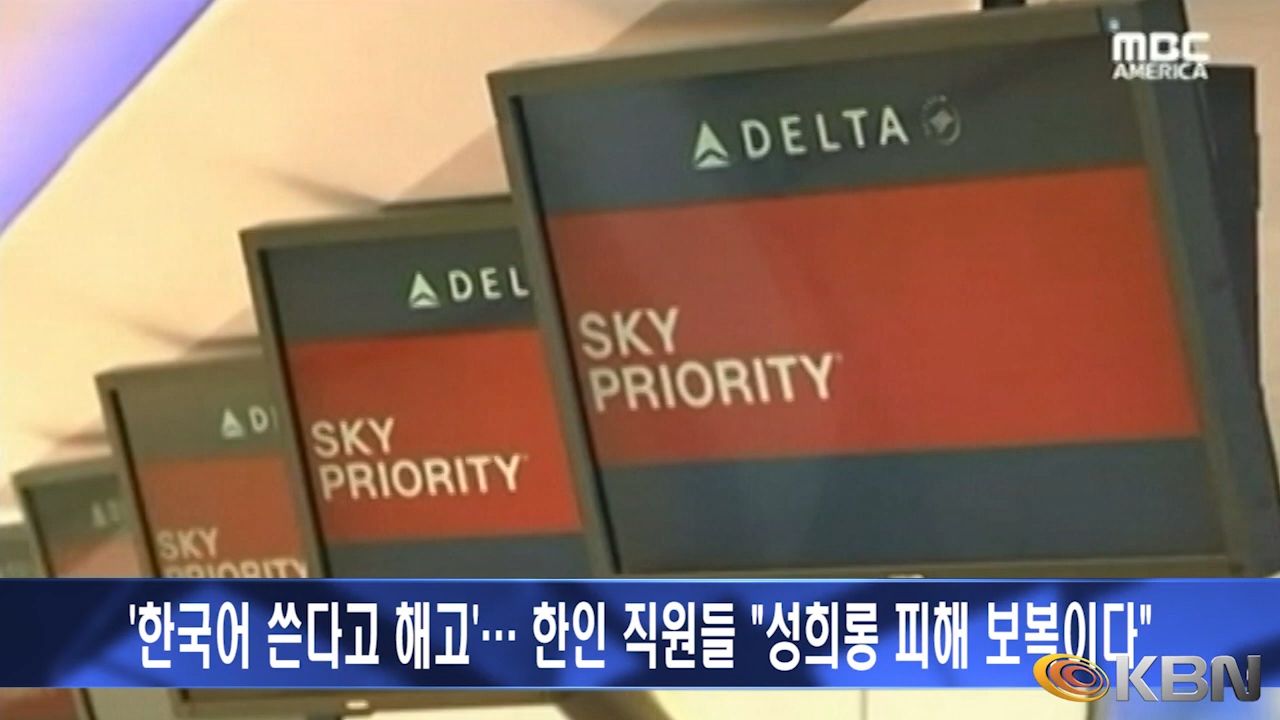 MBC
AMERICA
DELTA
SKY
PRIORITY
DEL
SKY
PRIORITY
D
SKY
PRIORITY
'한국어 쓴다고 해고'… 한인 직원들 "성희롱 피해 보복이다"
KBN